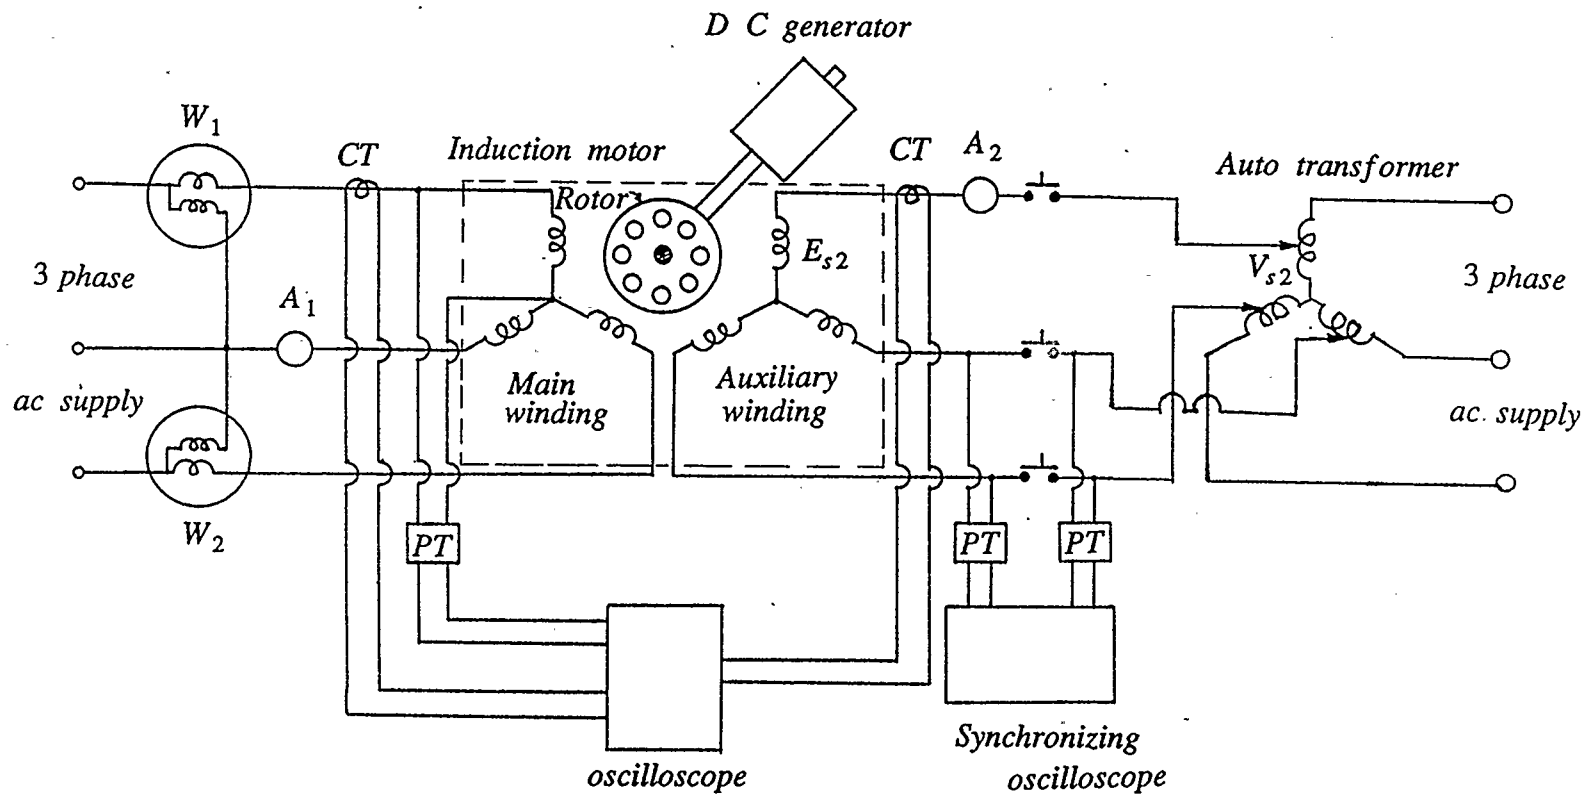 D C generator
W1
CT
Induction motor
CT
A2
Auto transformer
Rotor
Es2
Vs2
3 phase
3 phase
A1
Main
winding
Auxiliary
winding
ac supply
ac. supply
W2
PT
PT
PT
oscilloscope
Synchronizing
oscilloscope